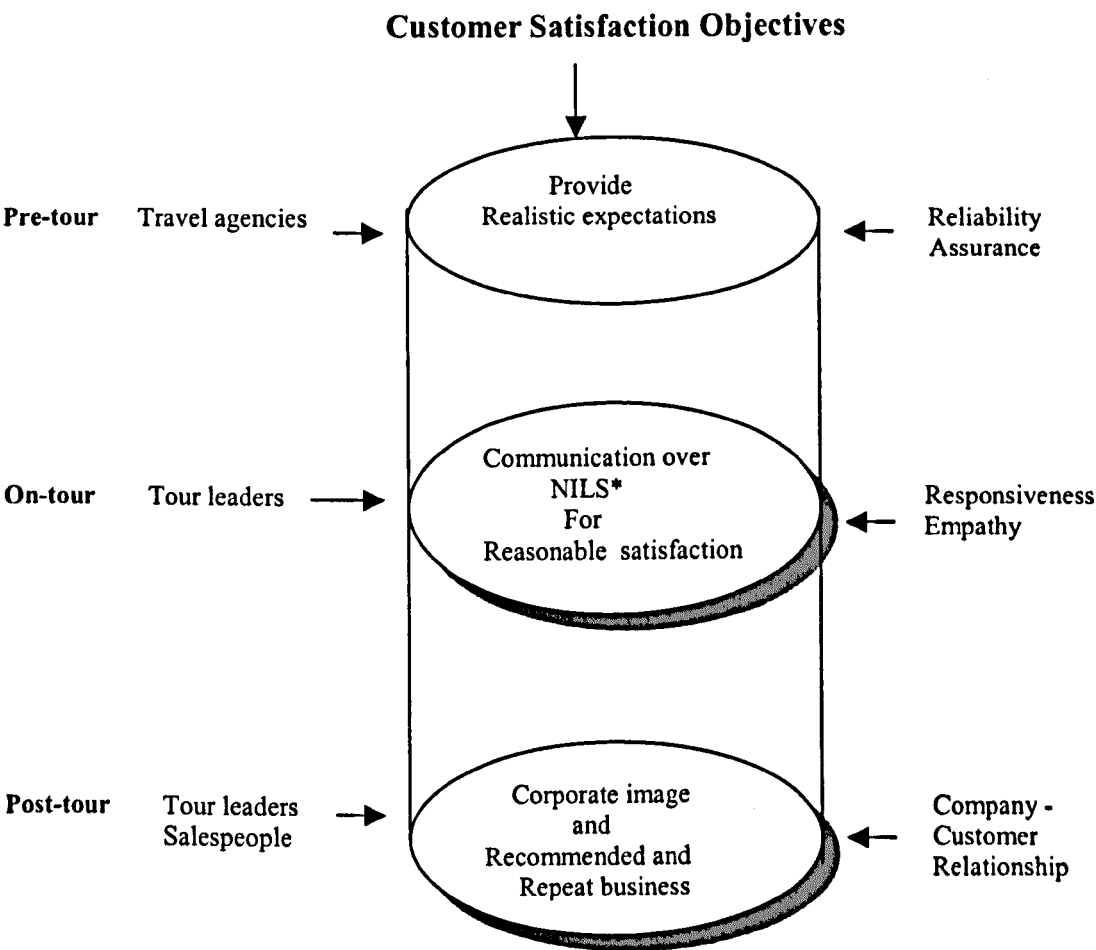 Customer Satisfaction Objectives
Provide
Realistic expectations
Pre-tour
Travel agencies
Reliability
Assurance
Communication over
NILS*
For
Reasonable satisfaction
On-tour
Tour leaders
Responsiveness
Empathy
Post-tour
Tour leaders
Salespeople
Corporate image
and
Recommended and
Repeat business
Company -
Customer
Relationship